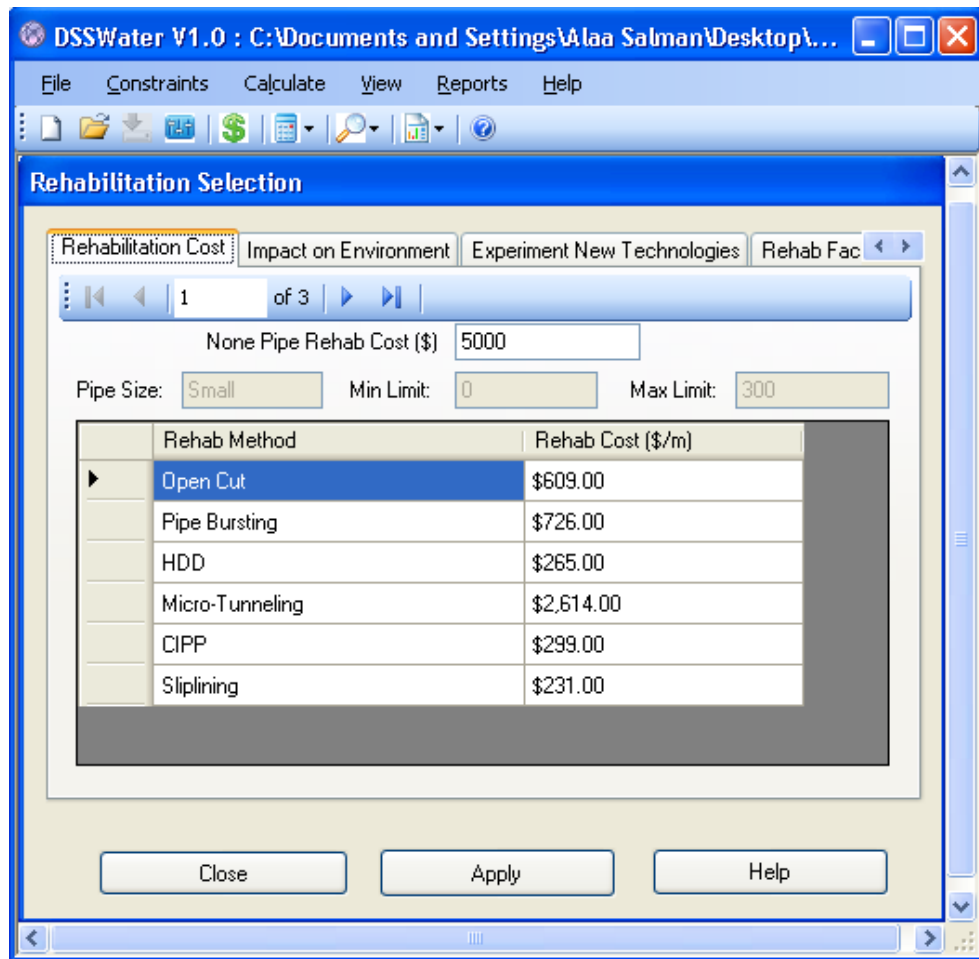 DSSWater V1.0 : C:\Documents and Settings\Alaa Salman\Desktop\...
File Constraints Calculate View Reports Help
Rehabilitation Selection
Rehabilitation Cost Impact on Environment Experiment New Technologies Rehab Fac
1 of 3
None Pipe Rehab Cost ($) 5000
Pipe Size: Small Min Limit: 0 Max Limit: 300
Rehab Method Rehab Cost ($/m)
Open Cut $609.00
Pipe Bursting $726.00
HDD $265.00
Micro-Tunneling $2,614.00
CIPP $299.00
Sliplining $231.00
Close Apply Help